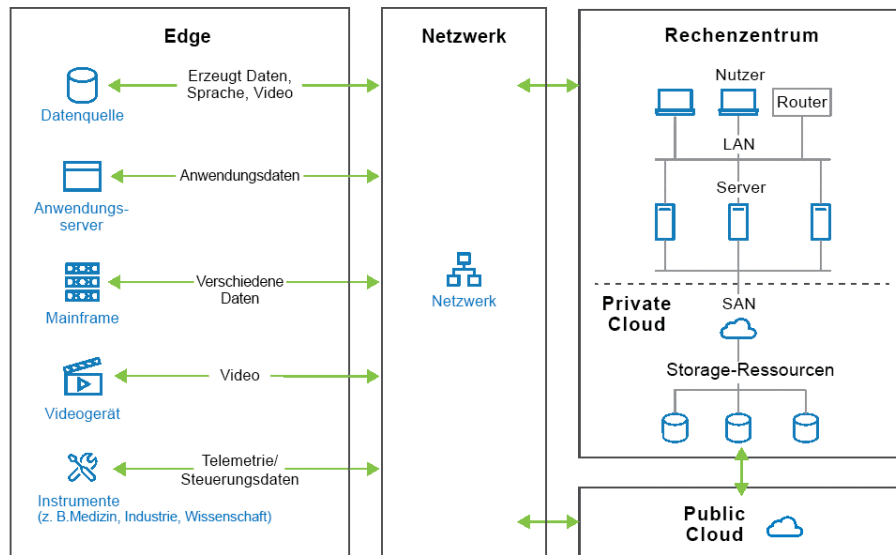 Edge
Erzeugt Daten,
Sprache, Video
Datenquelle
Anwendungsdaten
Anwendungs-
server
Verschiedene
Daten
Mainframe
Video
Videogerät
Telemetrie/
Steuerungsdaten
Instrumente
(z. B.Medizin, Industrie, Wissenschaft)
Netzwerk
Netzwerk
Rechenzentrum
Nutzer
Router
LAN
Server
Private
Cloud
SAN
Storage-Ressourcen
Public
Cloud